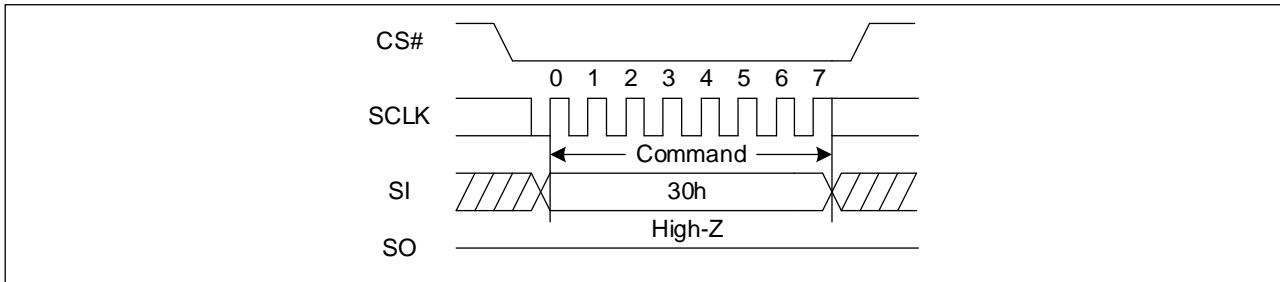 CS#
0 1 2 3 4 5 6 7
SCLK
Command
SI
30h
High-Z
SO